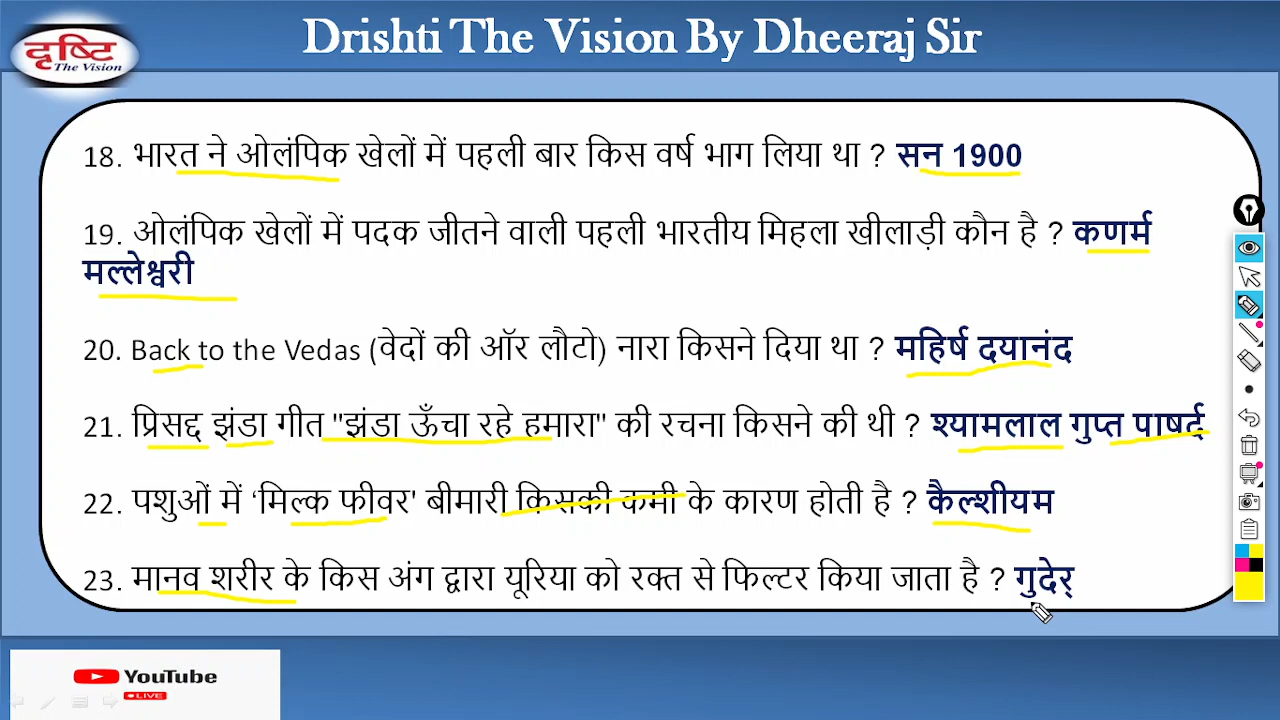 Drishti The Vision By Dheeraj Sir
दृष्टि
The Vision
18. भारत ने ओलंपिक खेलों में पहली बार किस वर्ष भाग लिया था ? सन 1900
19. ओलंपिक खेलों में पदक जीतने वाली पहली भारतीय मिहला खीलाड़ी कौन है ? कणर्म
मल्लेश्वरी
20. Back to the Vedas (वेदों की ऑर लौटो) नारा किसने दिया था ? महिर्ष दयानंद
21. प्रिसद्द झंडा गीत "झंडा ऊँचा रहे हमारा" की रचना किसने की थी ? श्यामलाल गुप्त पाषर्द
22. पशुओं में ‘मिल्क फीवर' बीमारी किसकी कमी के कारण होती है ? कैल्शीयम
23. मानव शरीर के किस अंग द्वारा यूरिया को रक्त से फिल्टर किया जाता है ? गुदेर्
YouTube
LIVE